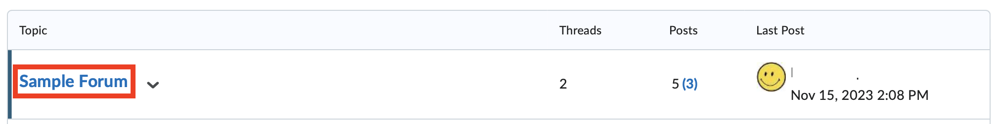 Topic Threads Posts Last Post
Sample Forum 2 5 (3)
Nov 15, 2023 2:08 PM